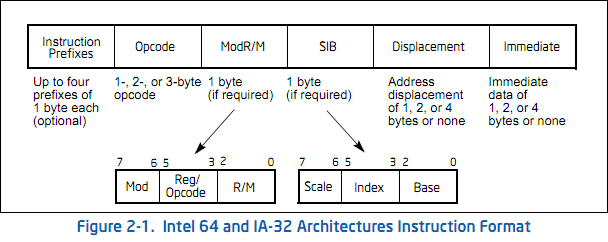 Instruction Prefixes
Opcode
ModR/M
SIB
Displacement
Immediate
Up to four
prefixes of
1 byte each
(optional)
1-, 2-, or 3-byte
opcode
1 byte
(if required)
1 byte
(if required)
Address
displacement
of 1, 2, or 4
bytes or none
Immediate
data of
1, 2, or 4
bytes or none
7 6 5 3 2 0
Mod
Reg/
Opcode
R/M
7 6 5 3 2 0
Scale
Index
Base
Figure 2-1. Intel 64 and IA-32 Architectures Instruction Format